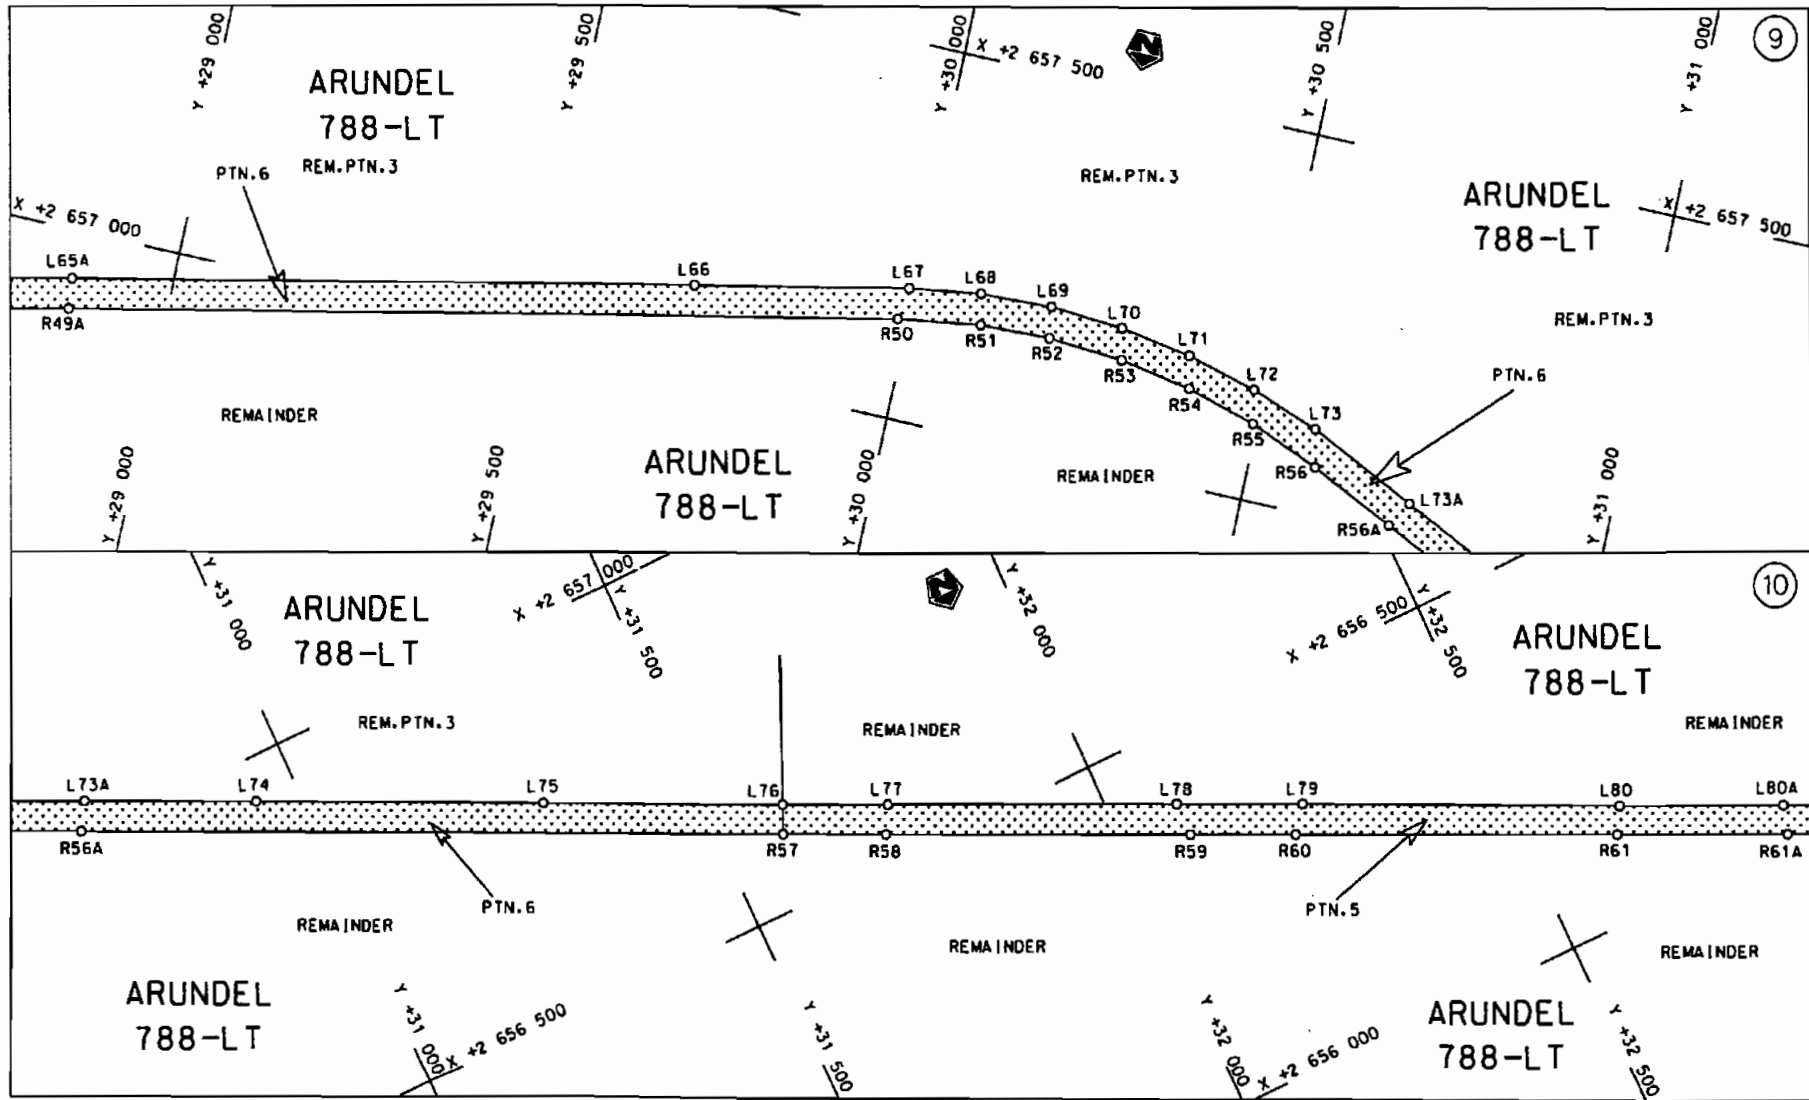 Y +29 000
Y +29 500
Y +30 000
X +2 657 500
N
Y +30 500
Y +31 000
9
ARUNDEL
788-LT
PTN.6
REM.PTN.3
REM.PTN.3
ARUNDEL
788-LT
X +2 657 000
X +2 657 500
L65A
L66
L67
L68
L69
L70
L71
L72
L73
L73A
REM.PTN.3
PTN.6
R49A
R50
R51
R52
R53
R54
R55
R56
R56A
REMAINDER
ARUNDEL
788-LT
REMAINDER
Y +29 000
Y +29 500
Y +30 000
Y +31 000
Y +31 000
ARUNDEL
788-LT
X +2 657 000
Y +31 500
N
Y +32 000
X +2 656 500
Y +32 500
10
ARUNDEL
788-LT
REM.PTN.3
REMAINDER
REMAINDER
L73A
L74
L75
L76
L77
L78
L79
L80
L80A
R56A
R57
R58
R59
R60
R61
R61A
PTN.6
PTN.5
REMAINDER
REMAINDER
REMAINDER
ARUNDEL
788-LT
Y +31 000
X +2 656 500
Y +31 500
Y +32 000
X +2 656 000
ARUNDEL
788-LT
Y +32 500